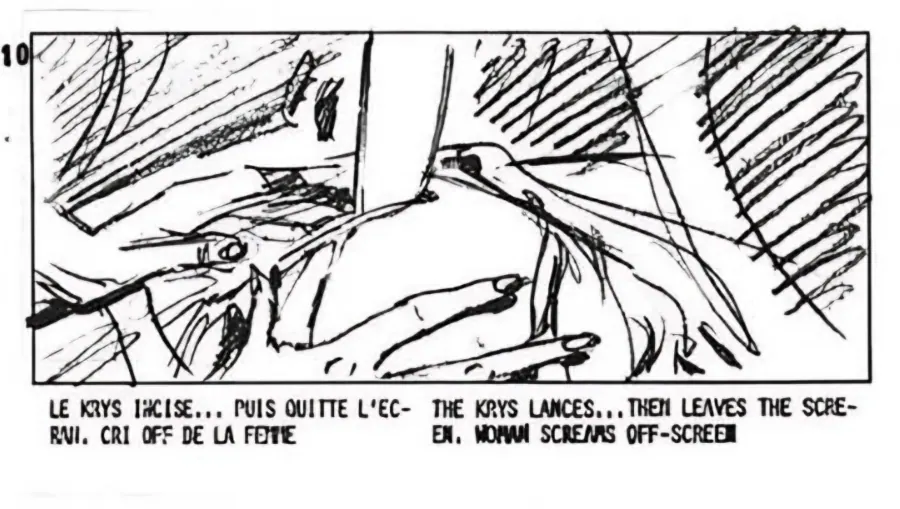 10
LE KRYS INCISE... PUIS QUITTE L'EC-
RAN. CRI OFF DE LA FEMME
THE KRYS LANCES...THEN LEAVES THE SCRE-
EN. WOMAN SCREAMS OFF-SCREEN